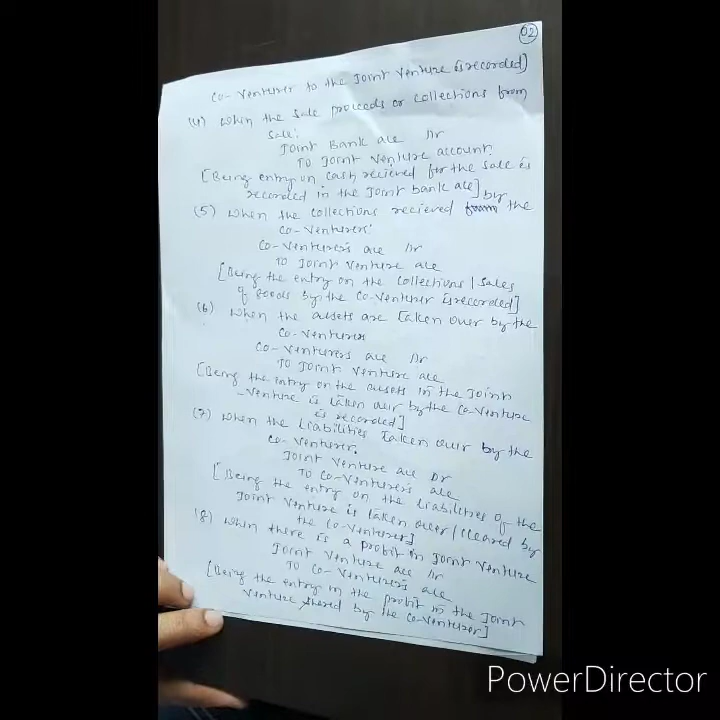 02
Co-Venturer to the Joint Venture is recorded]
(4) When the sale proceeds or collections from
sale:
Joint Bank a/c Dr
To Joint Venture account.
[Being entry on cash recieved for the sale is
recorded in the Joint bank a/c]
(5) When the collections recieved by the
Co-Venturers:
Co-Venturers a/c Dr
To Joint Venture a/c
[Being the entry on the collections / Sales
of goods by the Co-Venturer is recorded]
(6) When the assets are taken over by the
Co-Venturer
Co-Venturers a/c Dr
To Joint Venture a/c
[Being the entry on the assets in the Joint
-Venture is taken over by the Co-Venture
is recorded]
(7) When the Liabilities taken over by the
Co-Venturer.
Joint Venture a/c Dr
To Co-Venturers a/c
[Being the entry on the Liabilities of the
Joint Venture is taken over / cleared by
the Co-Venturer]
(8) When there is a profit in Joint Venture
Joint Venture a/c Dr
To Co-Venturers a/c
[Being the entry in the profit in the Joint
Venture shared by the Co-Venturer]
PowerDirector